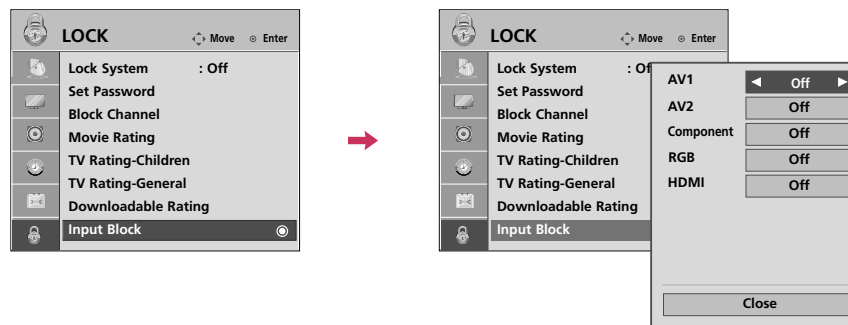 LOCK
Move
Enter
Lock System : Off
Set Password
Block Channel
Movie Rating
TV Rating-Children
TV Rating-General
Downloadable Rating
Input Block
LOCK
Move
Enter
Lock System : Of
Set Password
Block Channel
Movie Rating
TV Rating-Children
TV Rating-General
Downloadable Rating
Input Block
AV1 ◀ Off ▶
AV2 Off
Component Off
RGB Off
HDMI Off
Close